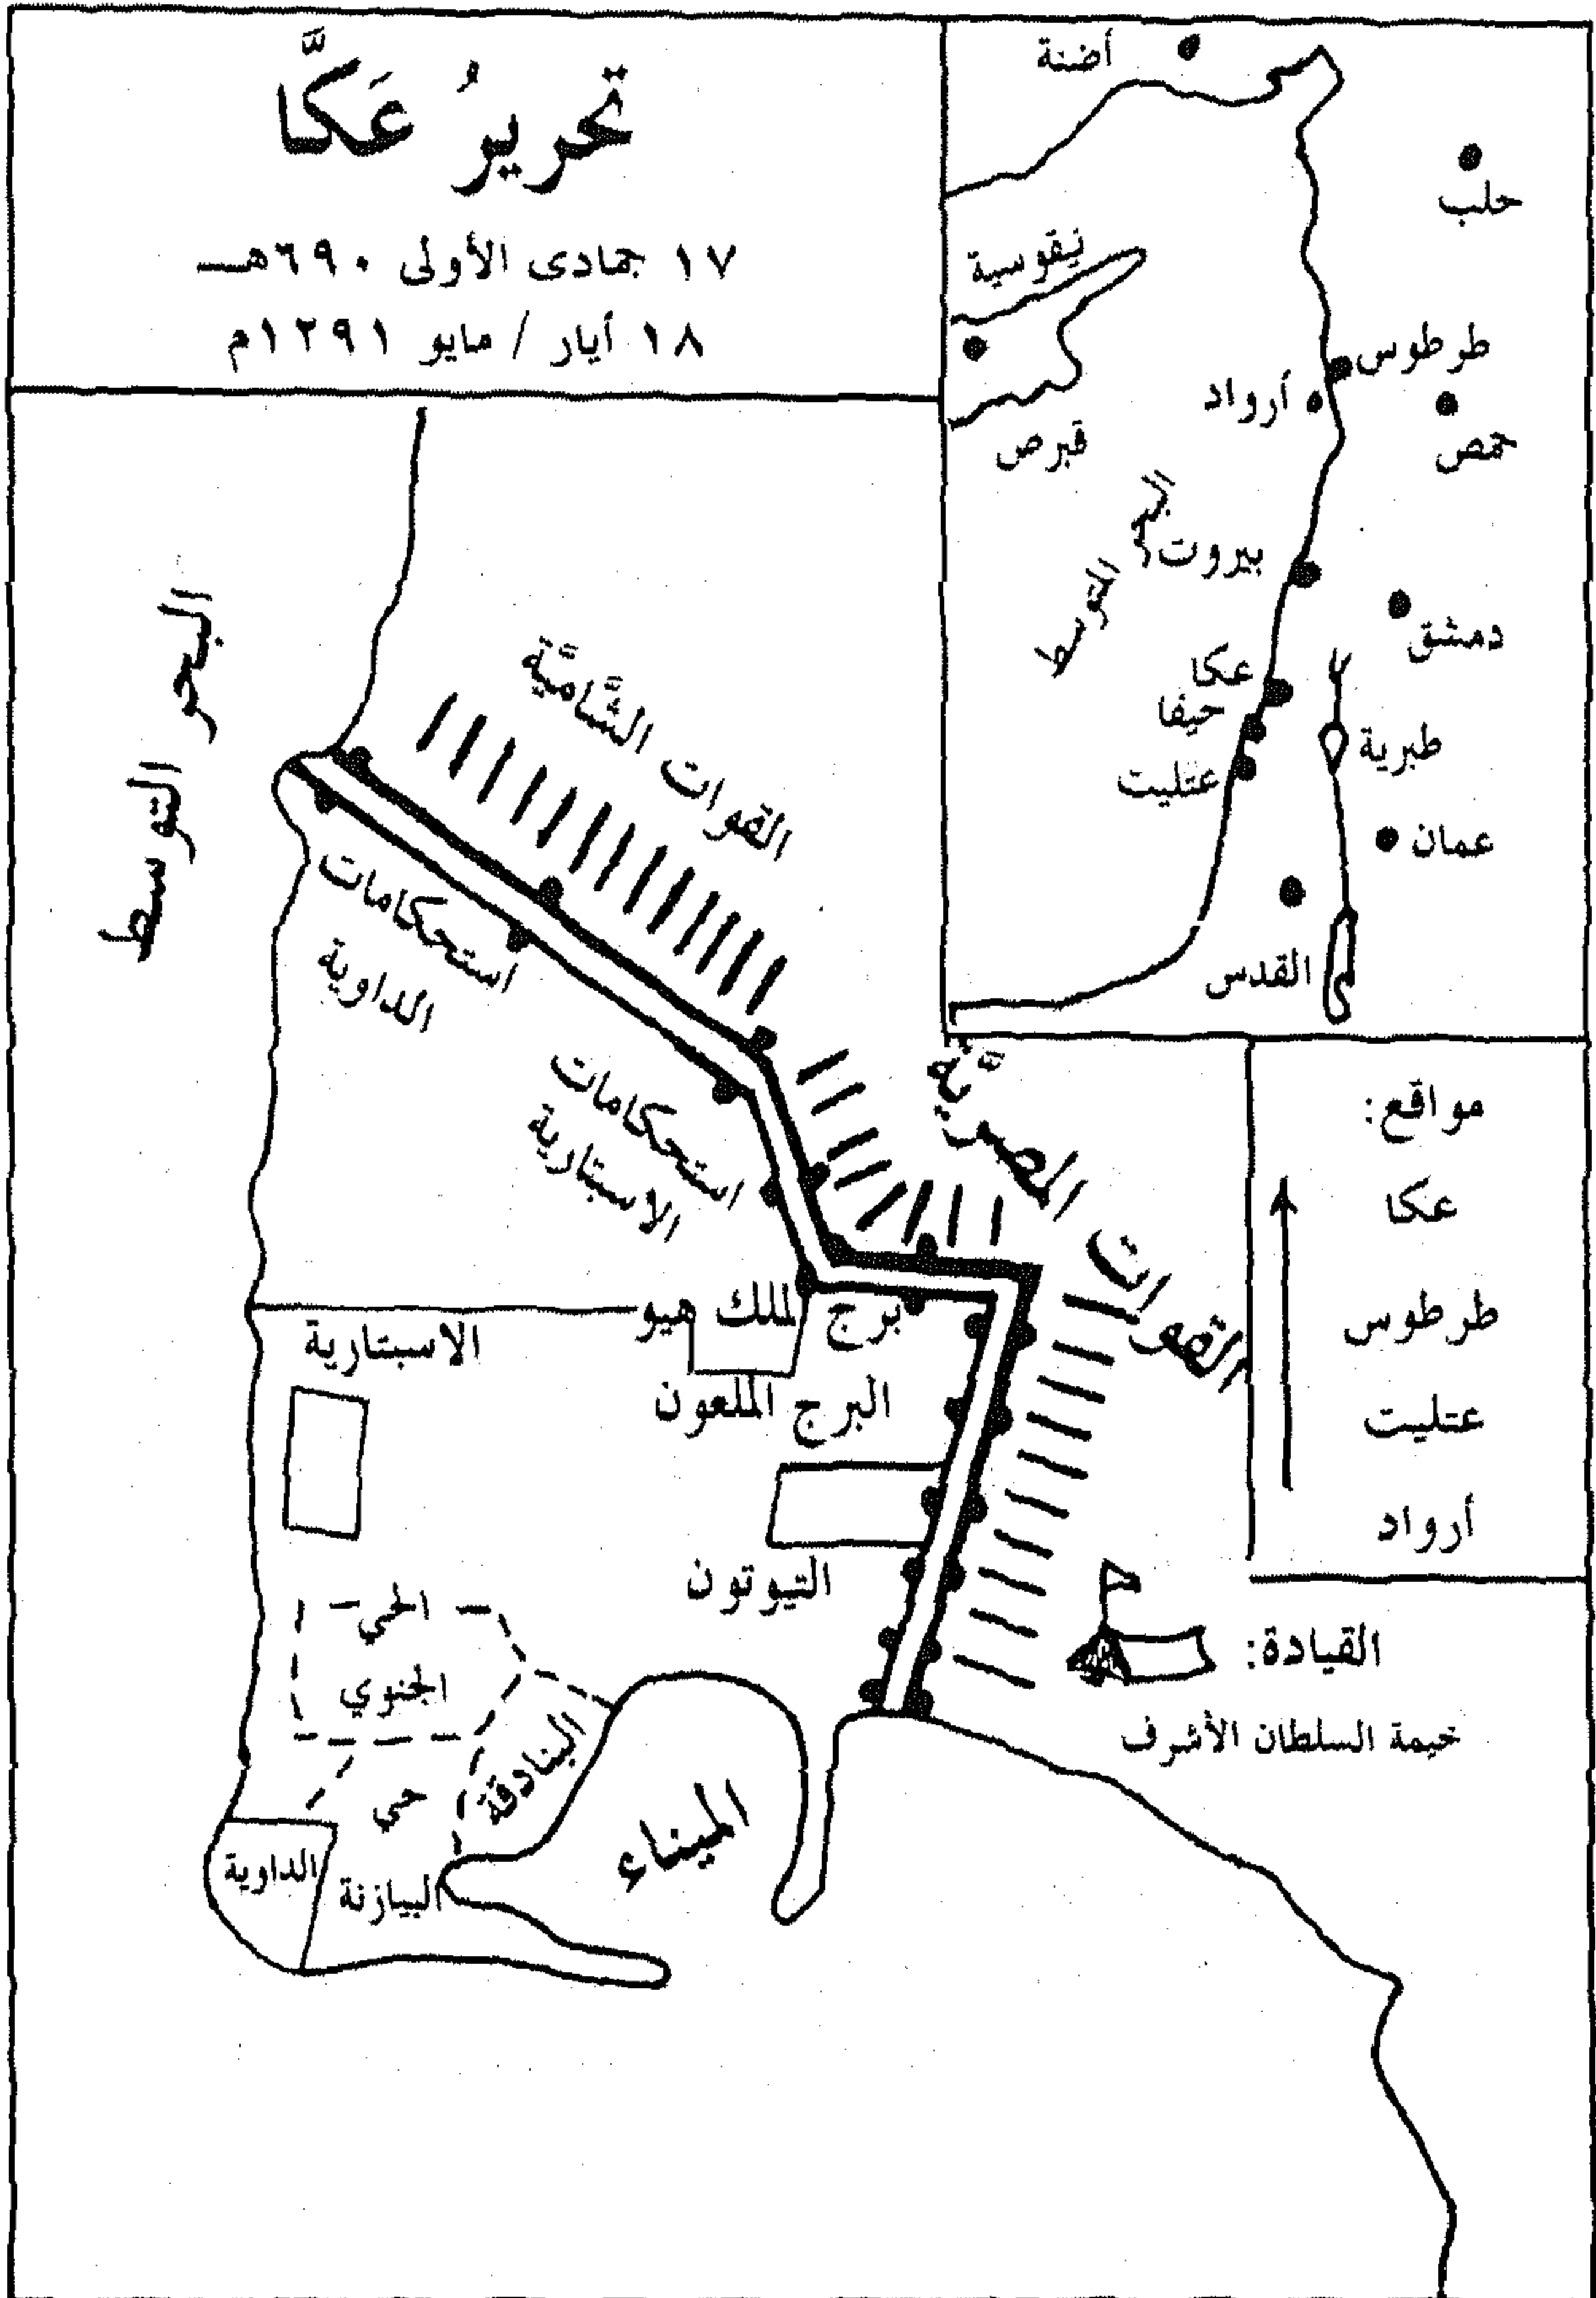 تحريرُ عَكَّا
١٧ جمادى الأولى ٦٩٠هـ
١٨ أيار / مايو ١٢٩١م
أضنة
حلب
نيقوسية
طرطوس
أرواد
حمص
قبرص
البحر المتوسط
بيروت
دمشق
عكا
حيفا
طبرية
عتليت
عمان
القدس
مواقع:
عكا
طرطوس
عتليت
أرواد
البحر المتوسط
القوات الشَّاميَّة
استحكامات
الداوية
القوات المصريَّة
استحكامات
الاسبتارية
برج الملك هيو
الاسبتارية
البرج الملعون
التيوتون
القيادة:
خيمة السلطان الأشرف
الحي
الجنوي
البنادقة
حي
البيازنة
الداوية
الميناء